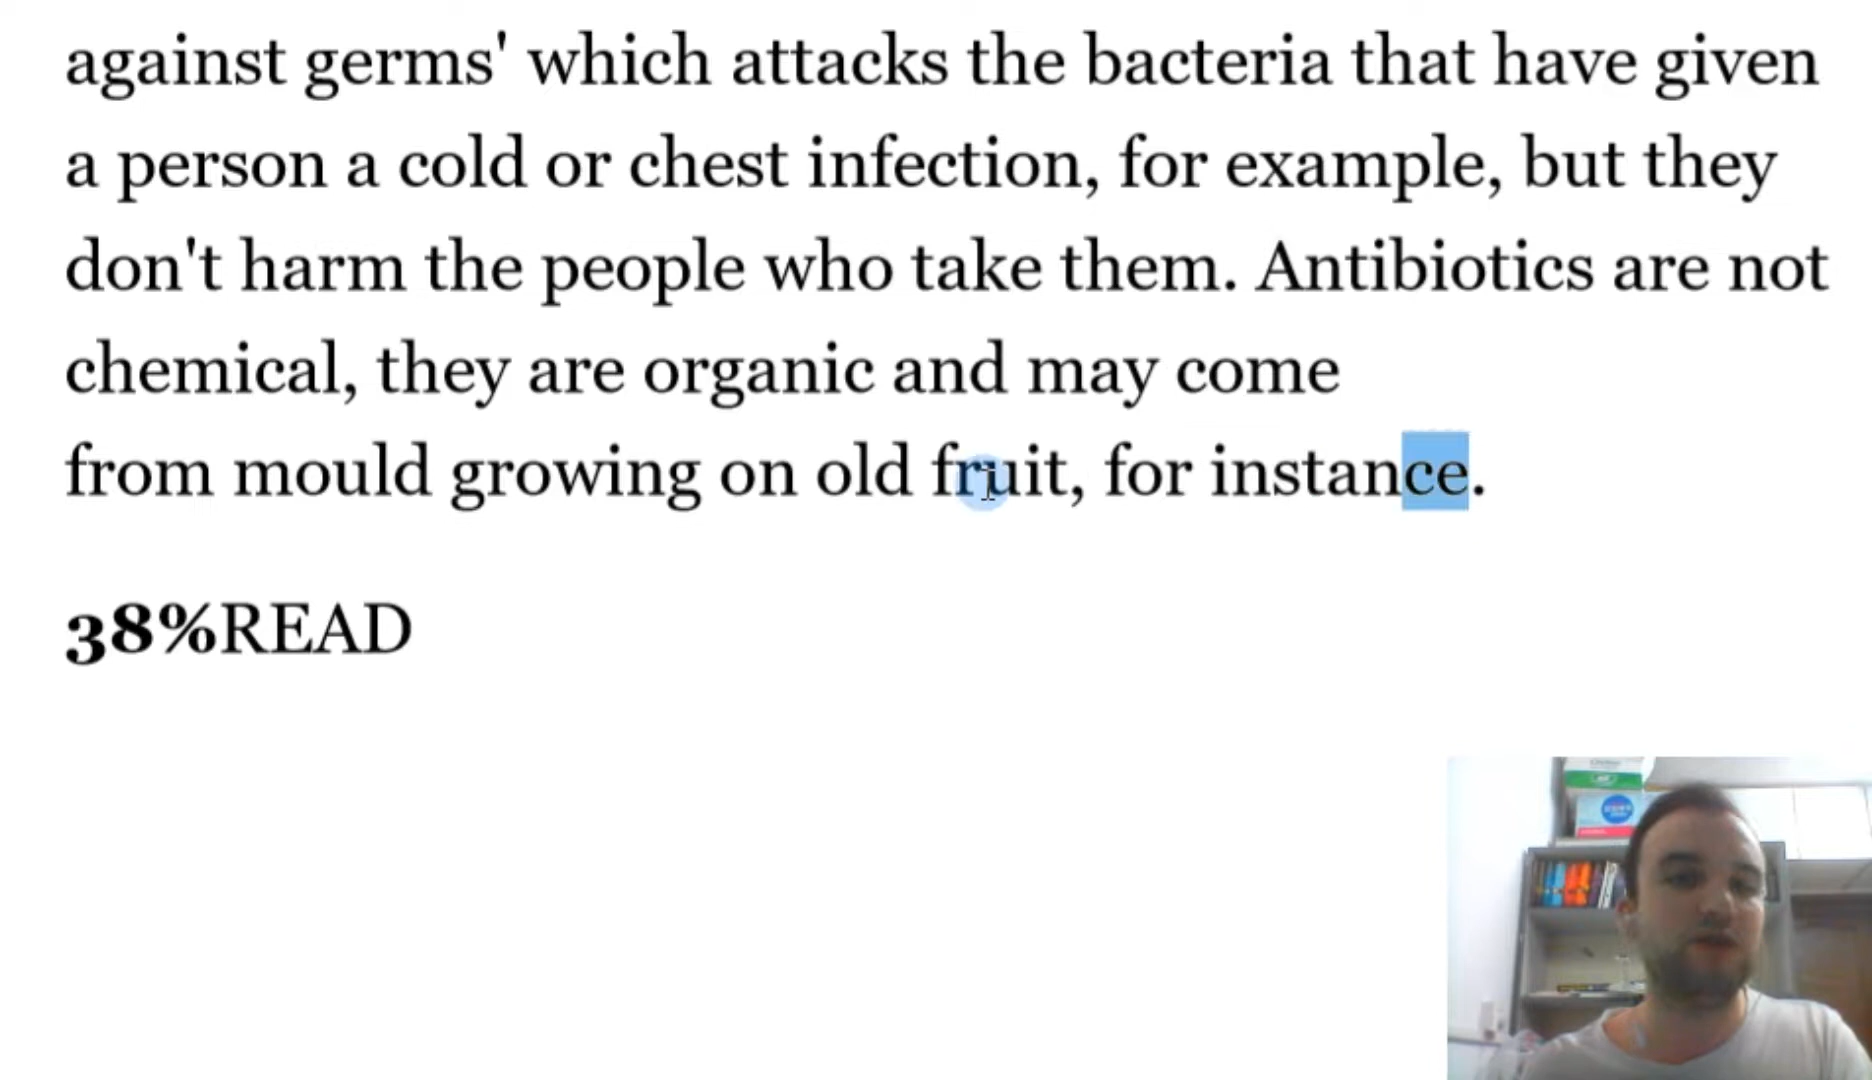 against germs' which attacks the bacteria that have given
a person a cold or chest infection, for example, but they
don't harm the people who take them. Antibiotics are not
chemical, they are organic and may come
from mould growing on old fruit, for instance.
38%READ